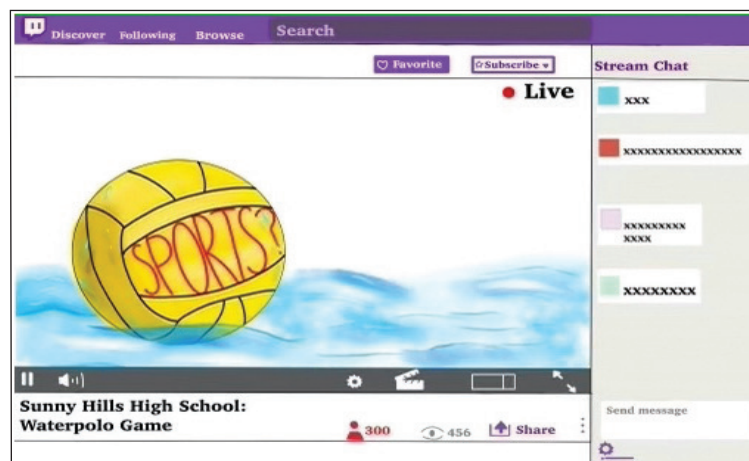 Discover Following Browse Search
Favorite Subscribe Stream Chat
Live
xxx
xxxxxxxxxxxxxxxxx
xxxxxxxxx
xxxx
xxxxxxxx
SPORTS?
Sunny Hills High School:
Waterpolo Game
300 456 Share
Send message